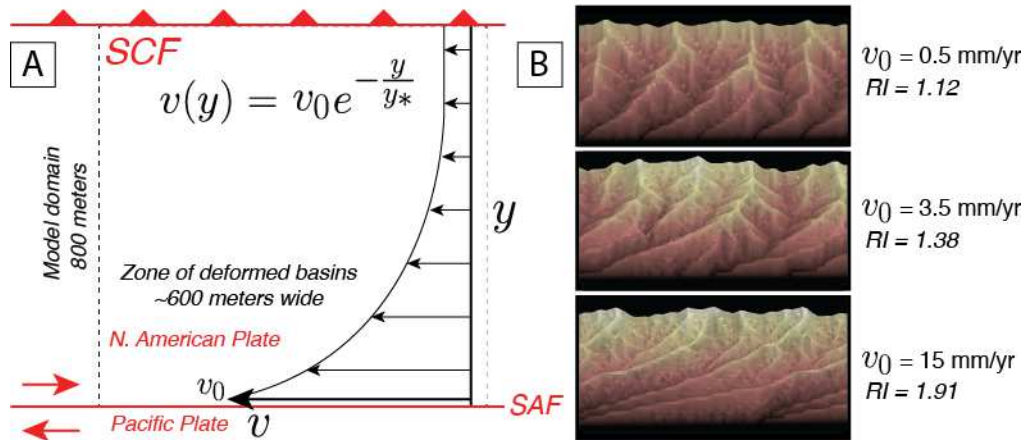 A
SCF
v(y) = v₀e^(-y/y*)
Model domain
800 meters
y
Zone of deformed basins
~600 meters wide
N. American Plate
v₀
v
SAF
Pacific Plate
B
v₀ = 0.5 mm/yr
RI = 1.12
v₀ = 3.5 mm/yr
RI = 1.38
v₀ = 15 mm/yr
RI = 1.91